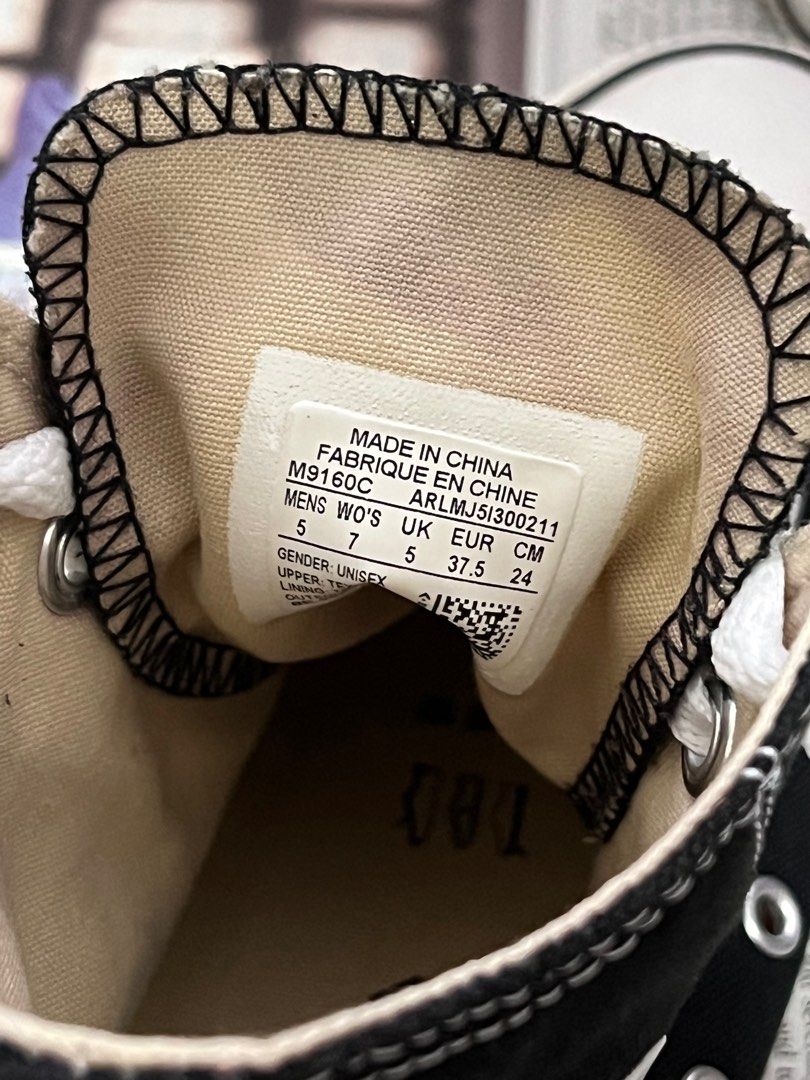 MADE IN CHINA
FABRIQUE EN CHINE
M9160C ARLMJ5I300211
MENS WO'S UK EUR CM
5 7 5 37.5 24
GENDER: UNISEX
UPPER:
LINING